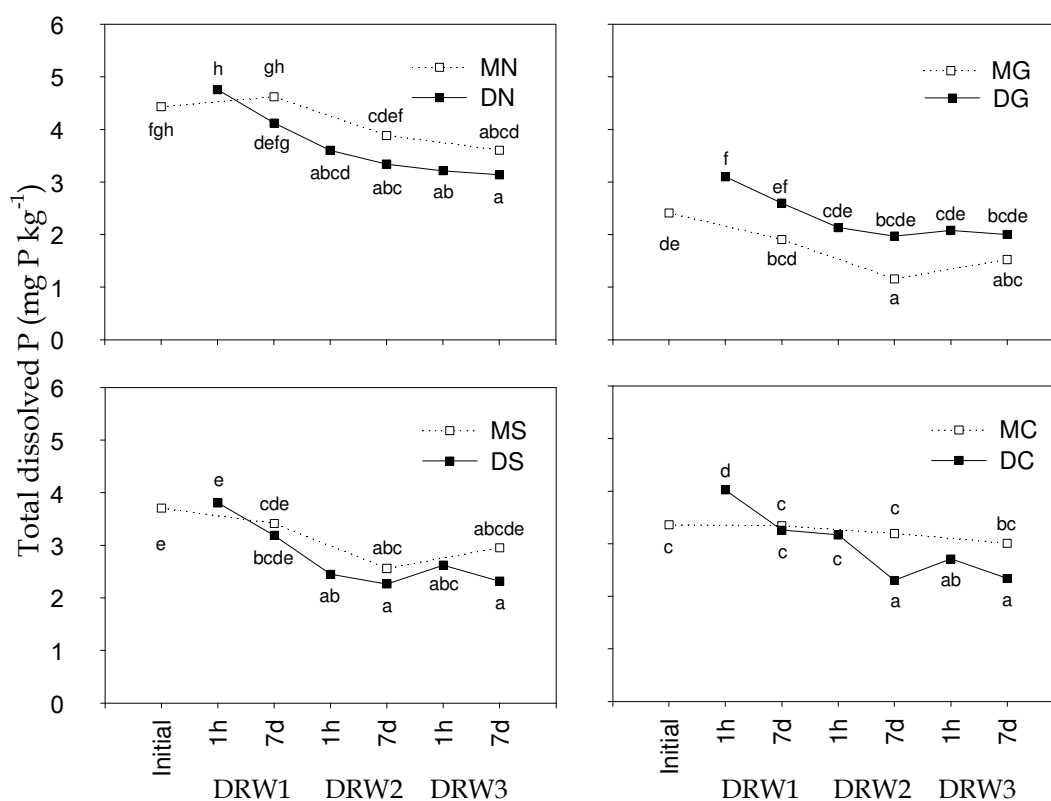 Total dissolved P (mg P kg⁻¹)
6
5
4
3
2
1
0
MN
DN
h
gh
fgh
defg
cdef
abcd
abcd
abc
ab
a
MG
DG
f
ef
de
bcd
cde
bcde
cde
bcde
a
abc
6
5
4
3
2
1
0
MS
DS
e
cde
e
bcde
abc
abcde
ab
a
abc
a
MC
DC
d
c
c
bc
c
c
c
a
ab
a
Initial 1h 7d 1h 7d 1h 7d
DRW1 DRW2 DRW3
Initial 1h 7d 1h 7d 1h 7d
DRW1 DRW2 DRW3